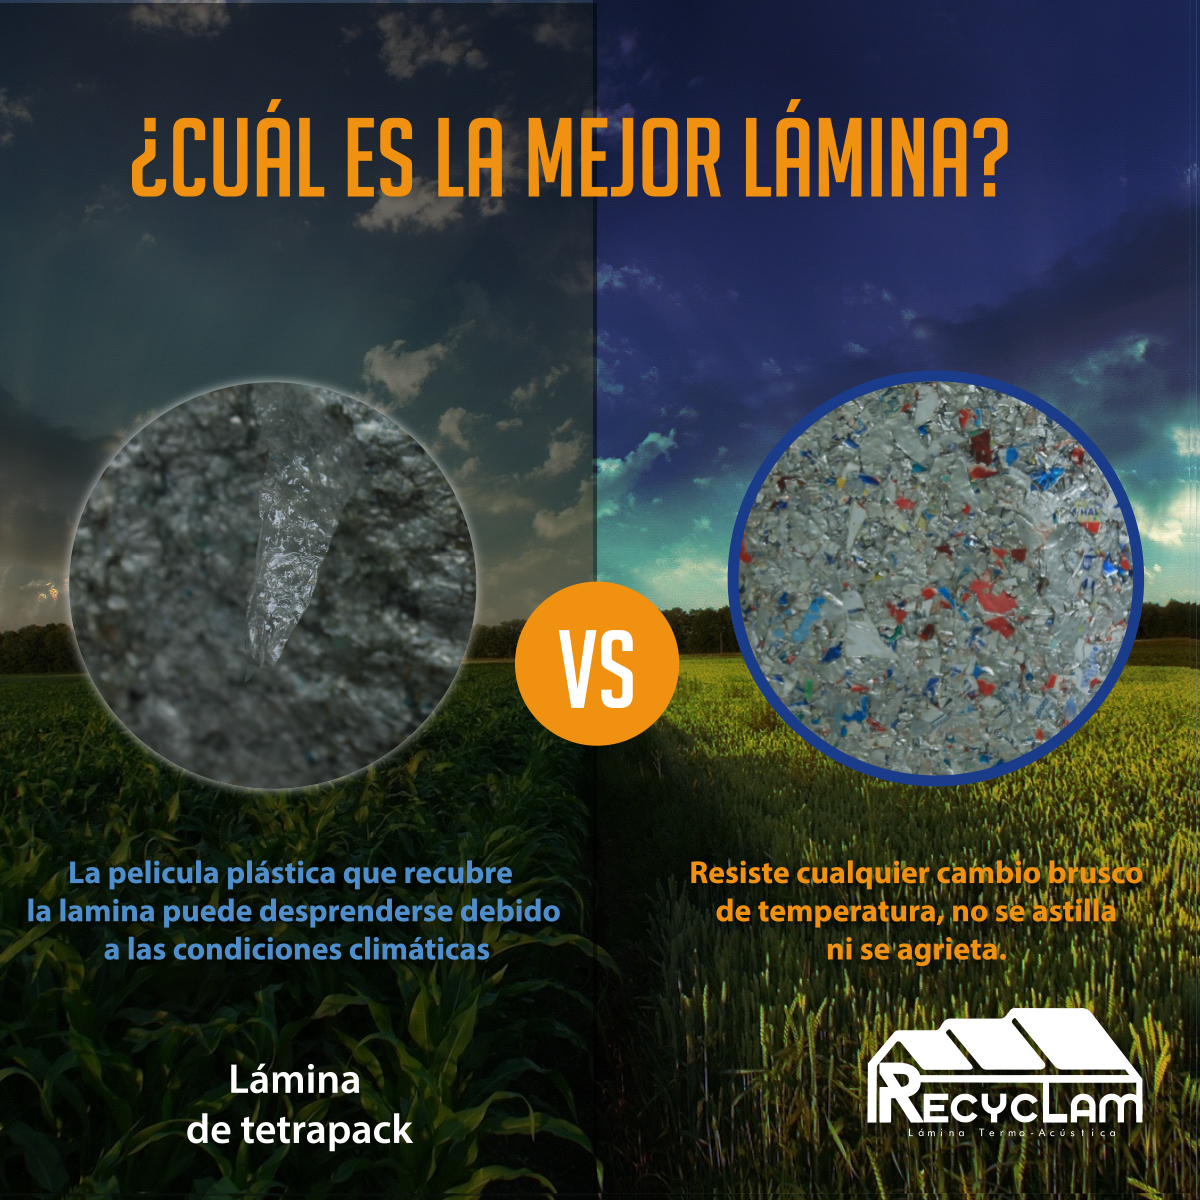 ¿CUÁL ES LA MEJOR LÁMINA?
VS
La pelicula plástica que recubre
la lamina puede desprenderse debido
a las condiciones climáticas
Lámina
de tetrapack
Resiste cualquier cambio brusco
de temperatura, no se astilla
ni se agrieta.
RECYCLAM
Lámina Termo-Acústica